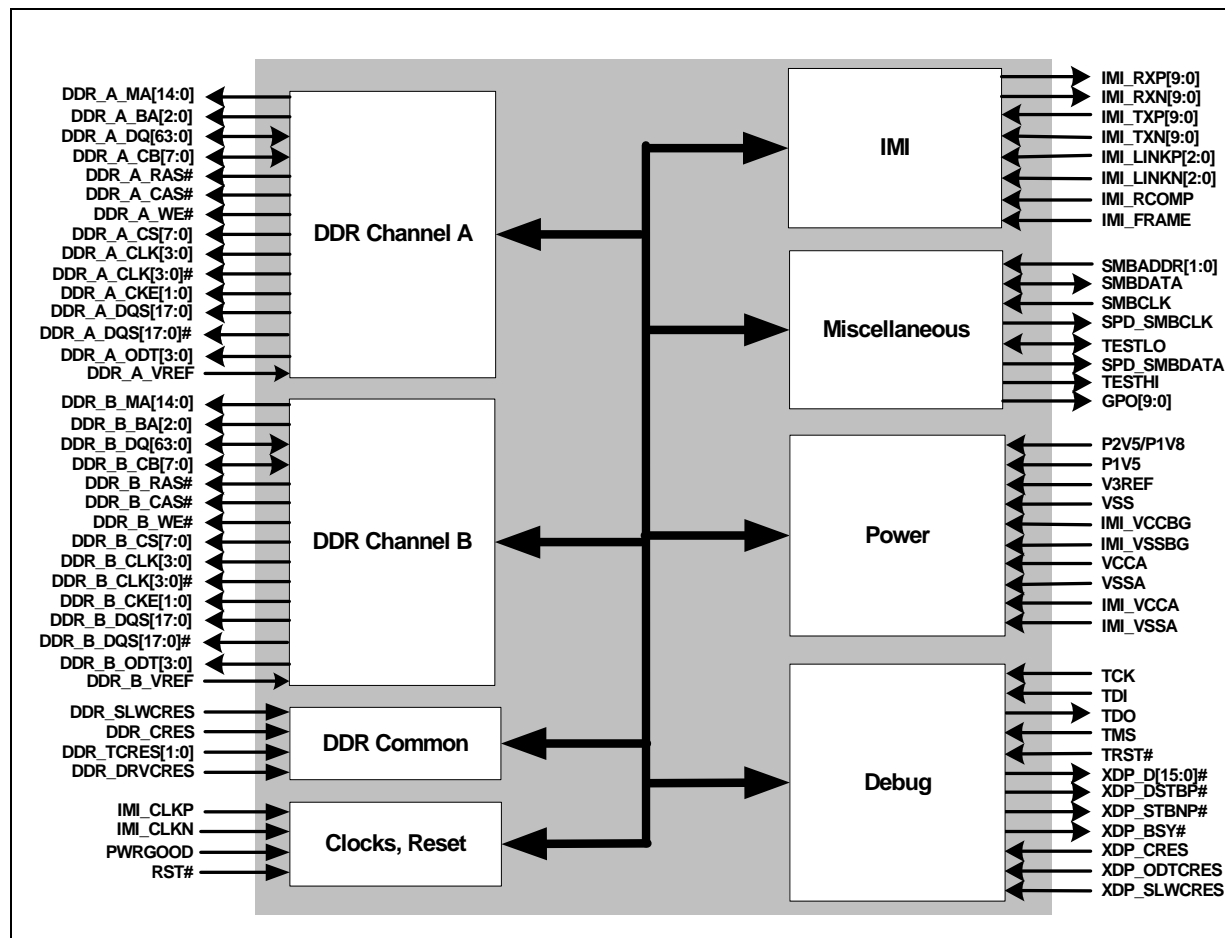 DDR_A_MA[14:0]
DDR_A_BA[2:0]
DDR_A_DQ[63:0]
DDR_A_CB[7:0]
DDR_A_RAS#
DDR_A_CAS#
DDR_A_WE#
DDR_A_CS[7:0]
DDR_A_CLK[3:0]
DDR_A_CLK[3:0]#
DDR_A_CKE[1:0]
DDR_A_DQS[17:0]
DDR_A_DQS[17:0]#
DDR_A_ODT[3:0]
DDR_A_VREF
DDR Channel A
DDR_B_MA[14:0]
DDR_B_BA[2:0]
DDR_B_DQ[63:0]
DDR_B_CB[7:0]
DDR_B_RAS#
DDR_B_CAS#
DDR_B_WE#
DDR_B_CS[7:0]
DDR_B_CLK[3:0]
DDR_B_CLK[3:0]#
DDR_B_CKE[1:0]
DDR_B_DQS[17:0]
DDR_B_DQS[17:0]#
DDR_B_ODT[3:0]
DDR_B_VREF
DDR Channel B
DDR_SLWCRES
DDR_CRES
DDR_TCRES[1:0]
DDR_DRVCRES
DDR Common
IMI_CLKP
IMI_CLKN
PWRGOOD
RST#
Clocks, Reset
IMI
IMI_RXP[9:0]
IMI_RXN[9:0]
IMI_TXP[9:0]
IMI_TXN[9:0]
IMI_LINKP[2:0]
IMI_LINKN[2:0]
IMI_RCOMP
IMI_FRAME
Miscellaneous
SMBADDR[1:0]
SMBDATA
SMBCLK
SPD_SMBCLK
TESTLO
SPD_SMBDATA
TESTHI
GPO[9:0]
Power
P2V5/P1V8
P1V5
V3REF
VSS
IMI_VCCBG
IMI_VSSBG
VCCA
VSSA
IMI_VCCA
IMI_VSSA
Debug
TCK
TDI
TDO
TMS
TRST#
XDP_D[15:0]#
XDP_DSTBP#
XDP_STBNP#
XDP_BSY#
XDP_CRES
XDP_ODTCRES
XDP_SLWCRES